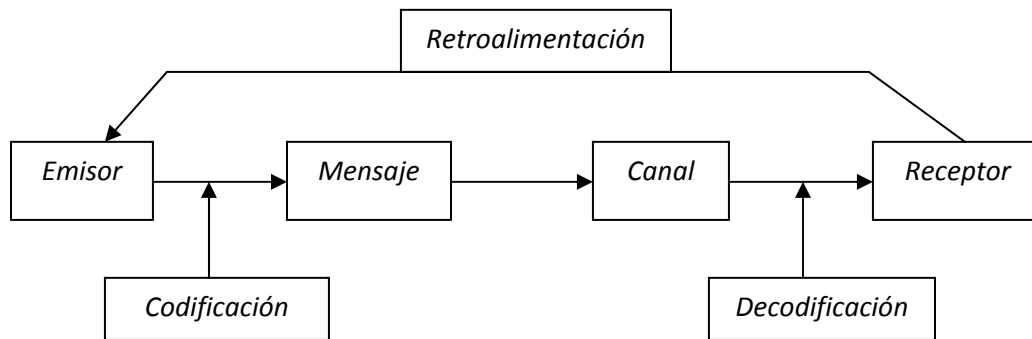 Retroalimentación
Emisor
Mensaje
Canal
Receptor
Codificación
Decodificación